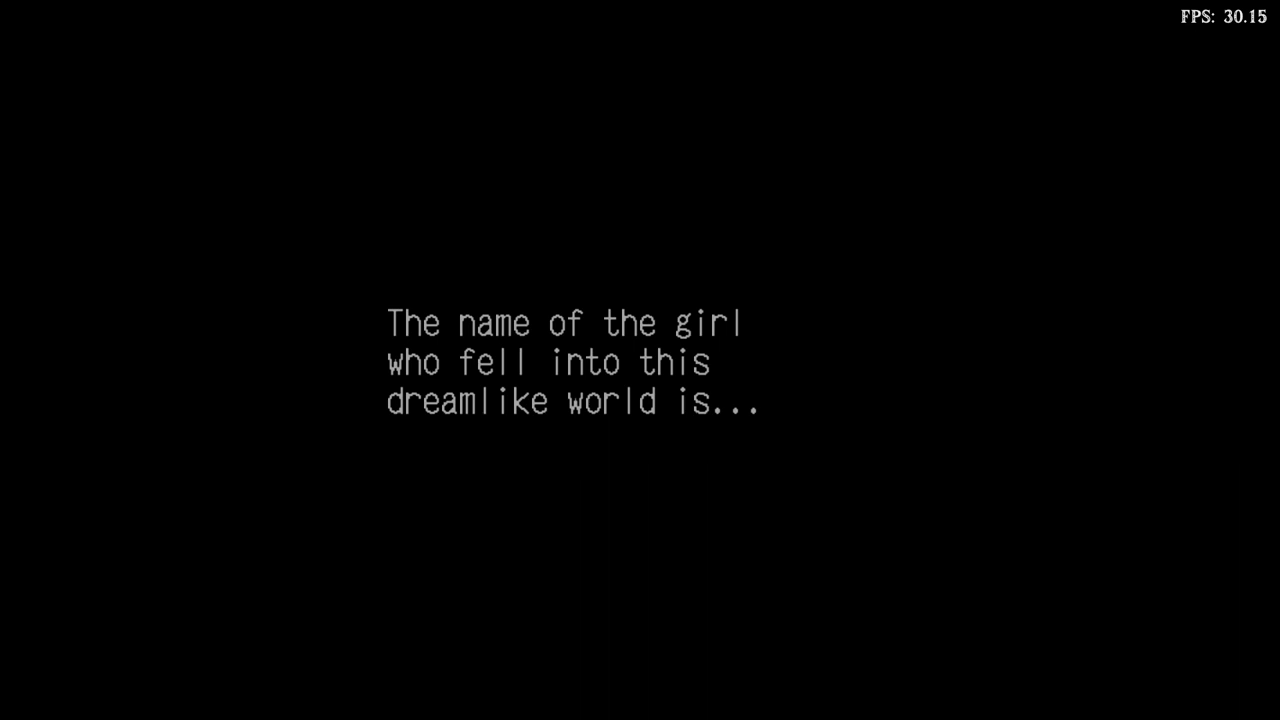 FPS: 30.15
The name of the girl
who fell into this
dreamlike world is...